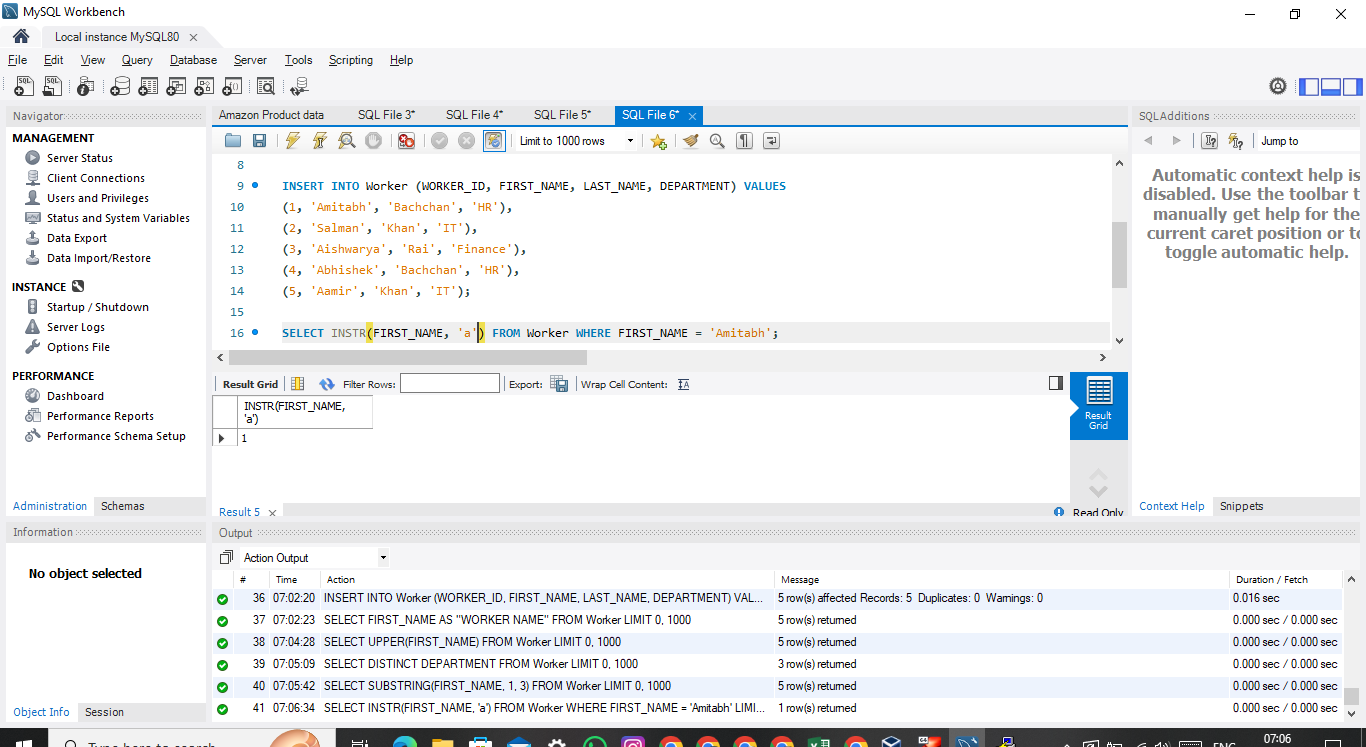 MySQL Workbench
Local instance MySQL80
File Edit View Query Database Server Tools Scripting Help
Navigator
MANAGEMENT
Server Status
Client Connections
Users and Privileges
Status and System Variables
Data Export
Data Import/Restore
INSTANCE
Startup / Shutdown
Server Logs
Options File
PERFORMANCE
Dashboard
Performance Reports
Performance Schema Setup
Administration Schemas
Information
No object selected
Object Info Session
Amazon Product data SQL File 3* SQL File 4* SQL File 5* SQL File 6*
Limit to 1000 rows
8
9 INSERT INTO Worker (WORKER_ID, FIRST_NAME, LAST_NAME, DEPARTMENT) VALUES
10 (1, 'Amitabh', 'Bachchan', 'HR'),
11 (2, 'Salman', 'Khan', 'IT'),
12 (3, 'Aishwarya', 'Rai', 'Finance'),
13 (4, 'Abhishek', 'Bachchan', 'HR'),
14 (5, 'Aamir', 'Khan', 'IT');
15
16 SELECT INSTR(FIRST_NAME, 'a') FROM Worker WHERE FIRST_NAME = 'Amitabh';
Result Grid Filter Rows: Export: Wrap Cell Content:
INSTR(FIRST_NAME,
'a')
1
Result
Grid
Result 5 Read Only
SQLAdditions
Jump to
Automatic context help is
disabled. Use the toolbar t
manually get help for the
current caret position or to
toggle automatic help.
Context Help Snippets
Output
Action Output
# Time Action Message Duration / Fetch
36 07:02:20 INSERT INTO Worker (WORKER_ID, FIRST_NAME, LAST_NAME, DEPARTMENT) VAL... 5 row(s) affected Records: 5 Duplicates: 0 Warnings: 0 0.016 sec
37 07:02:23 SELECT FIRST_NAME AS "WORKER NAME" FROM Worker LIMIT 0, 1000 5 row(s) returned 0.000 sec / 0.000 sec
38 07:04:28 SELECT UPPER(FIRST_NAME) FROM Worker LIMIT 0, 1000 5 row(s) returned 0.000 sec / 0.000 sec
39 07:05:09 SELECT DISTINCT DEPARTMENT FROM Worker LIMIT 0, 1000 3 row(s) returned 0.000 sec / 0.000 sec
40 07:05:42 SELECT SUBSTRING(FIRST_NAME, 1, 3) FROM Worker LIMIT 0, 1000 5 row(s) returned 0.000 sec / 0.000 sec
41 07:06:34 SELECT INSTR(FIRST_NAME, 'a') FROM Worker WHERE FIRST_NAME = 'Amitabh' LIMI... 1 row(s) returned 0.000 sec / 0.000 sec
Type here to search
ENG
07:06